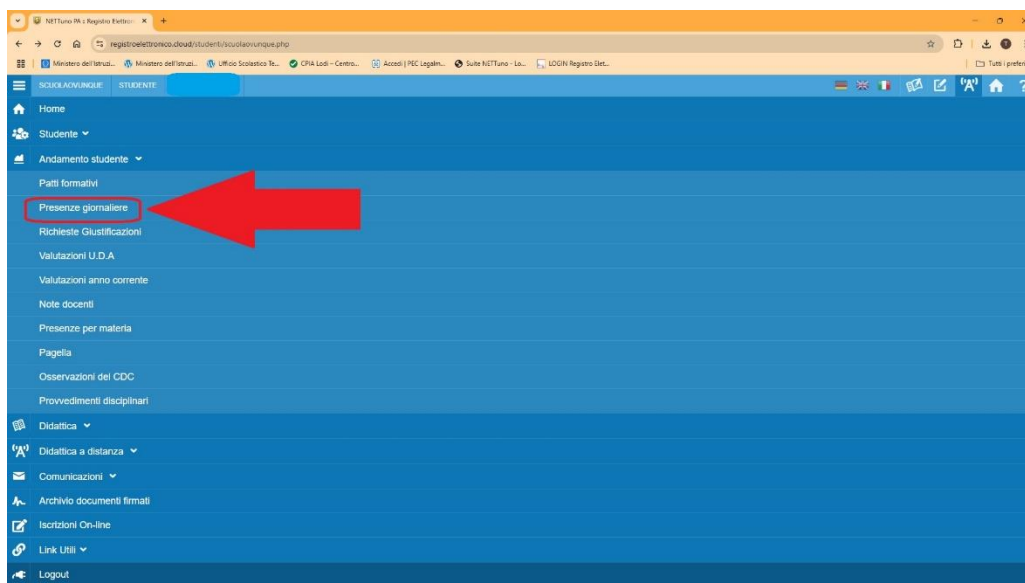 NETTuno PA : Registro Elettron
registroelettronico.cloud/studenti/scuolaovunque.php
Ministero dell'Istruzi... Ministero dell'Istruzi... Ufficio Scolastico Te... CPIA Lodi – Centro... Accedi | PEC Legalm... Suite NETTuno - Lo... LOGIN Registro Elet... Tutti i preferi
SCUOLAOVUNQUE STUDENTE
Home
Studente
Andamento studente
Patti formativi
Presenze giornaliere
Richieste Giustificazioni
Valutazioni U.D.A
Valutazioni anno corrente
Note docenti
Presenze per materia
Pagella
Osservazioni del CDC
Provvedimenti disciplinari
Didattica
Didattica a distanza
Comunicazioni
Archivio documenti firmati
Iscrizioni On-line
Link Utili
Logout